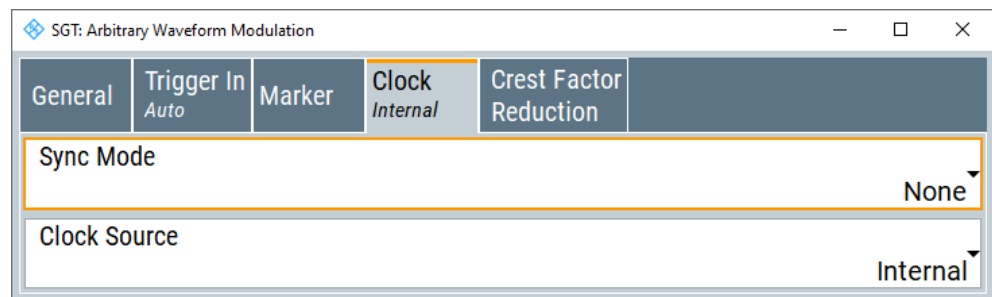 SGT: Arbitrary Waveform Modulation
General
Trigger In
Auto
Marker
Clock
Internal
Crest Factor
Reduction
Sync Mode
None
Clock Source
Internal